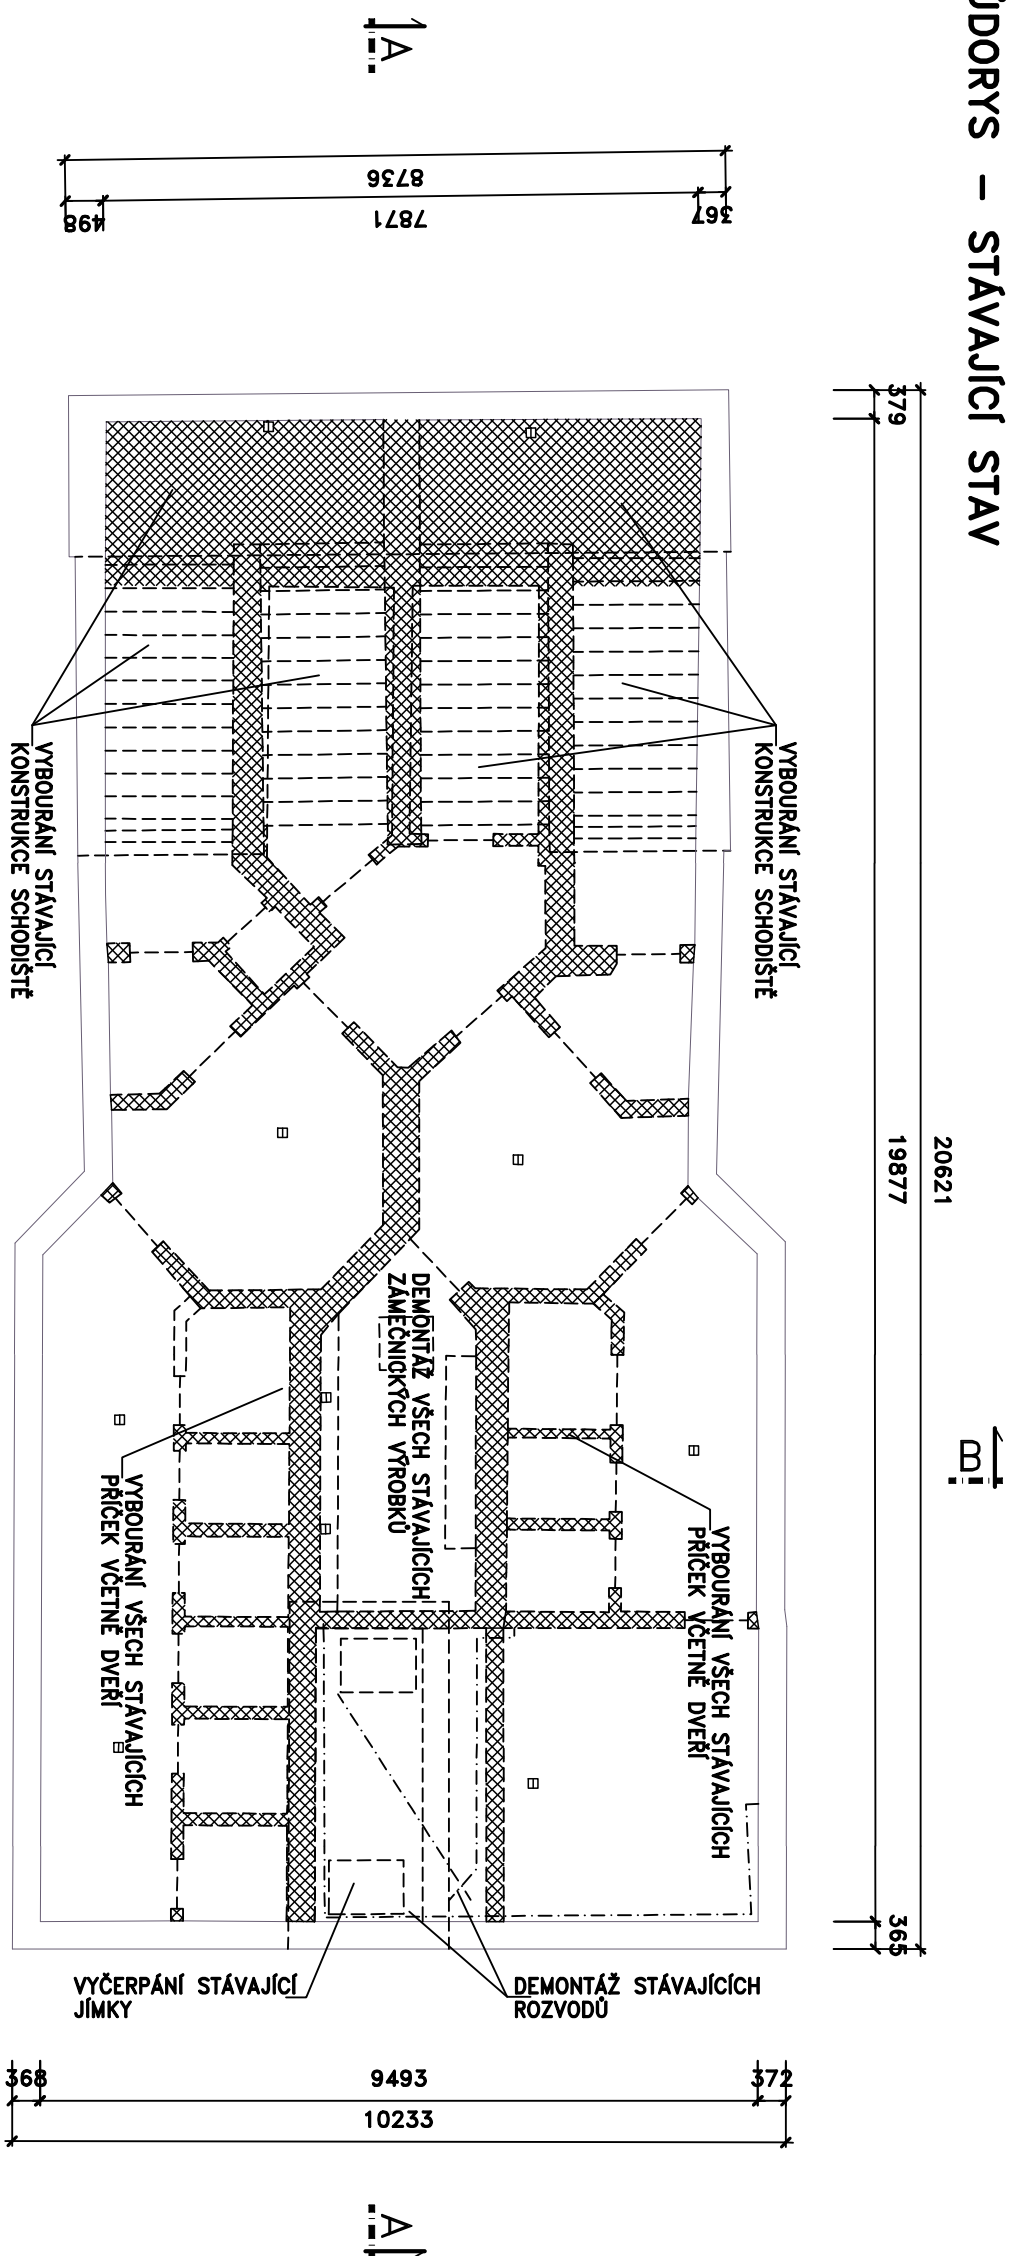 ŮDORYS – STÁVAJÍCÍ STAV
A
8736
498
7871
367
379
20621
19877
365
VYBOURÁNÍ STÁVAJÍCÍ
KONSTRUKCE SCHODIŠTĚ
VYBOURÁNÍ STÁVAJÍCÍ
KONSTRUKCE SCHODIŠTĚ
DEMONTÁŽ VŠECH STÁVAJÍCÍCH
ZÁMEČNICKÝCH VÝROBKŮ
B
VYBOURÁNÍ VŠECH STÁVAJÍCÍCH
PŘÍČEK VČETNĚ DVEŘÍ
VYBOURÁNÍ VŠECH STÁVAJÍCÍCH
PŘÍČEK VČETNĚ DVEŘÍ
VYČERPÁNÍ STÁVAJÍCÍ
JÍMKY
DEMONTÁŽ STÁVAJÍCÍCH
ROZVODŮ
368
9493
372
10233
A